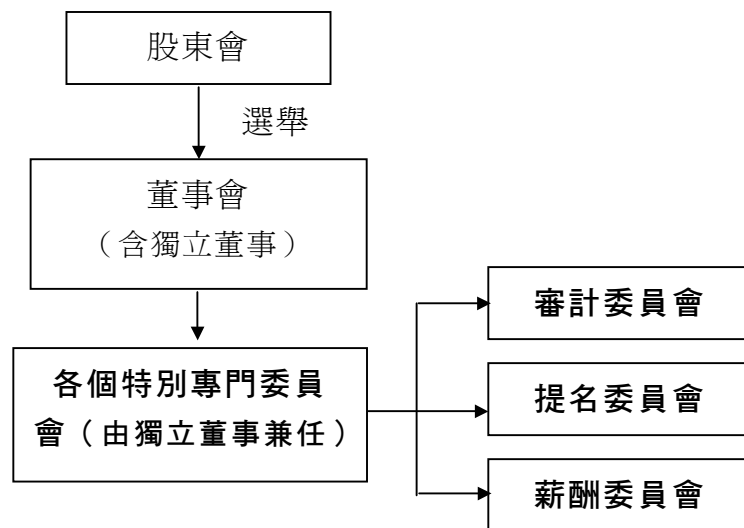 股東會
選舉
董事會
（含獨立董事）
各個特別專門委員
會（由獨立董事兼任）
審計委員會
提名委員會
薪酬委員會